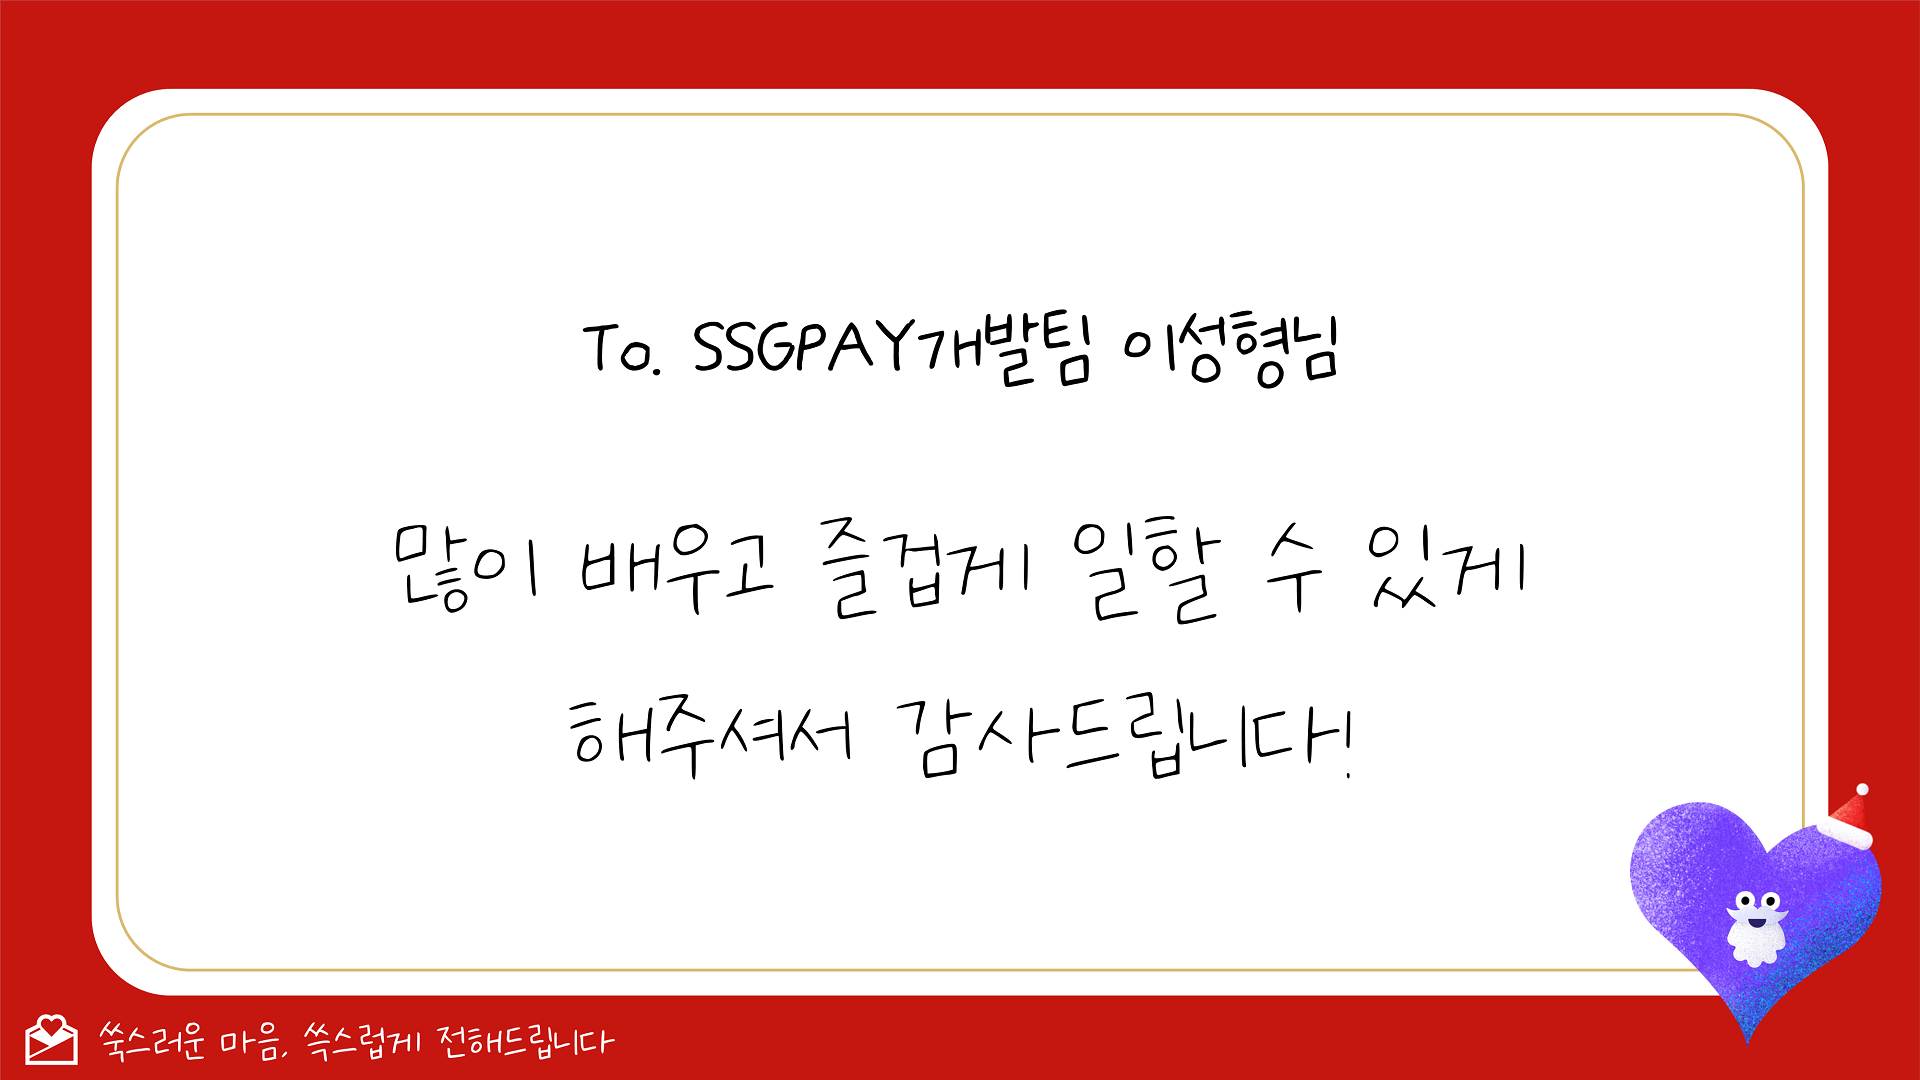 To. SSGPAY개발팀 이성형님
많이 배우고 즐겁게 일할 수 있게
해주셔서 감사드립니다!
쑥스러운 마음, 쓱스럽게 전해드립니다